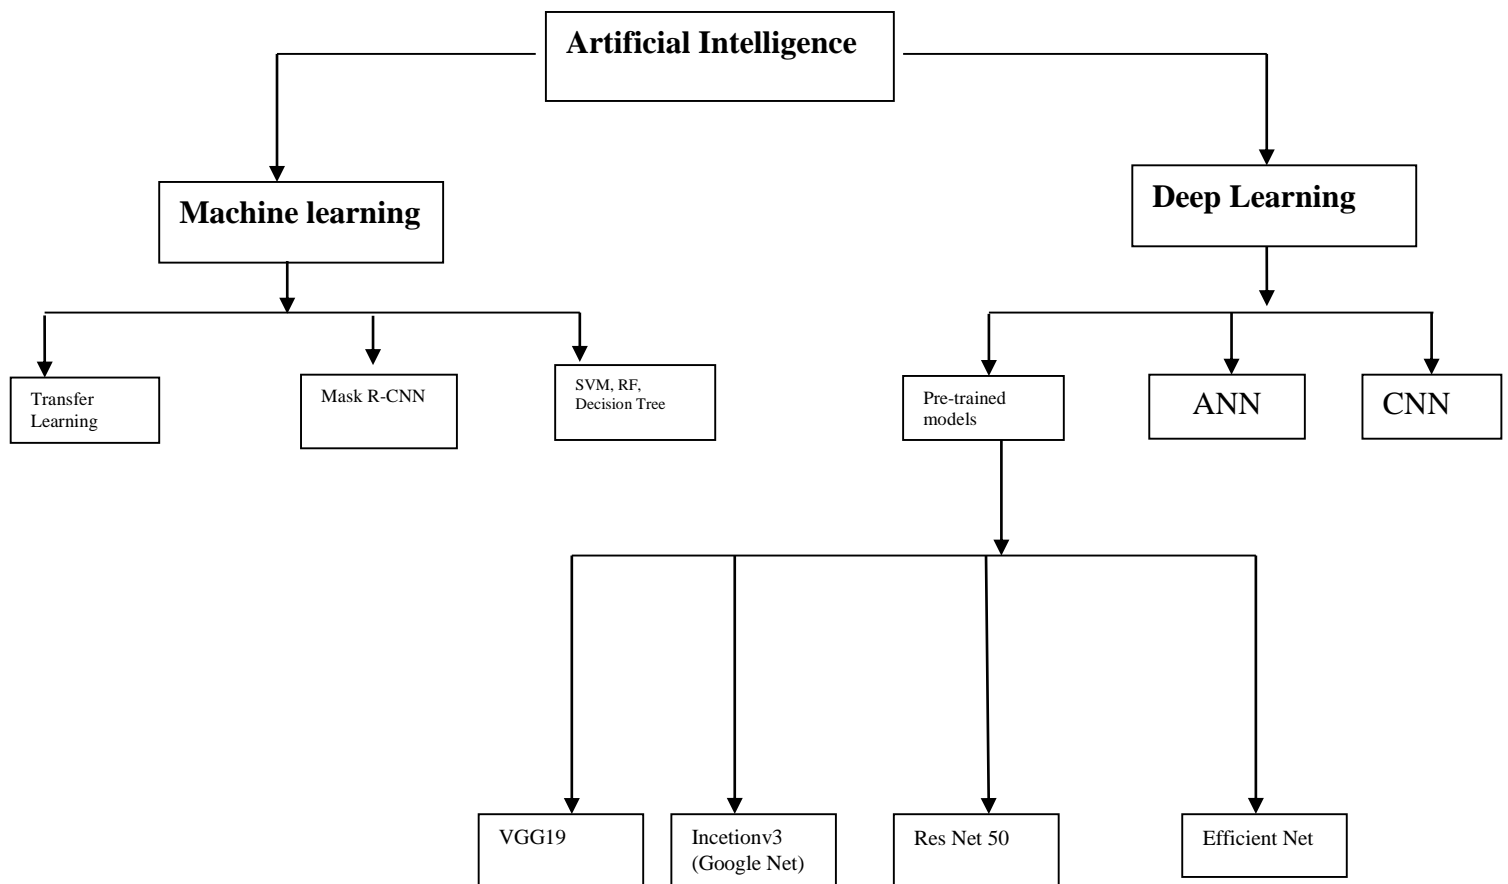 Artificial Intelligence
Machine learning
Deep Learning
Transfer
Learning
Mask R-CNN
SVM, RF,
Decision Tree
Pre-trained
models
ANN
CNN
VGG19
Incetionv3
(Google Net)
Res Net 50
Efficient Net